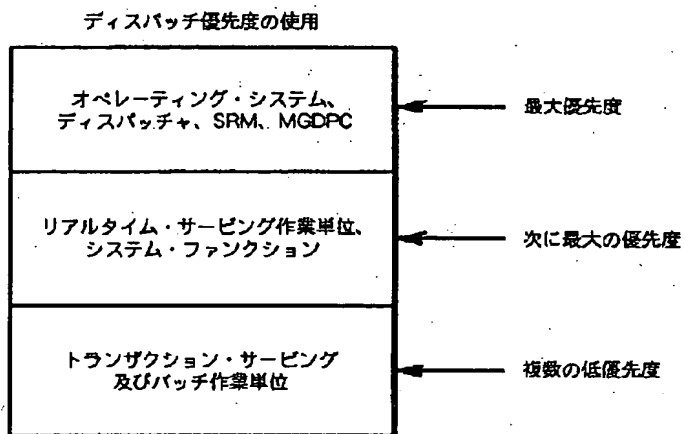 ディスパッチ優先度の使用
オペレーティング・システム、
ディスパッチャ、SRM、MGDPC
最大優先度
リアルタイム・サービング作業単位、
システム・ファンクション
次に最大の優先度
トランザクション・サービング
及びバッチ作業単位
複数の低優先度